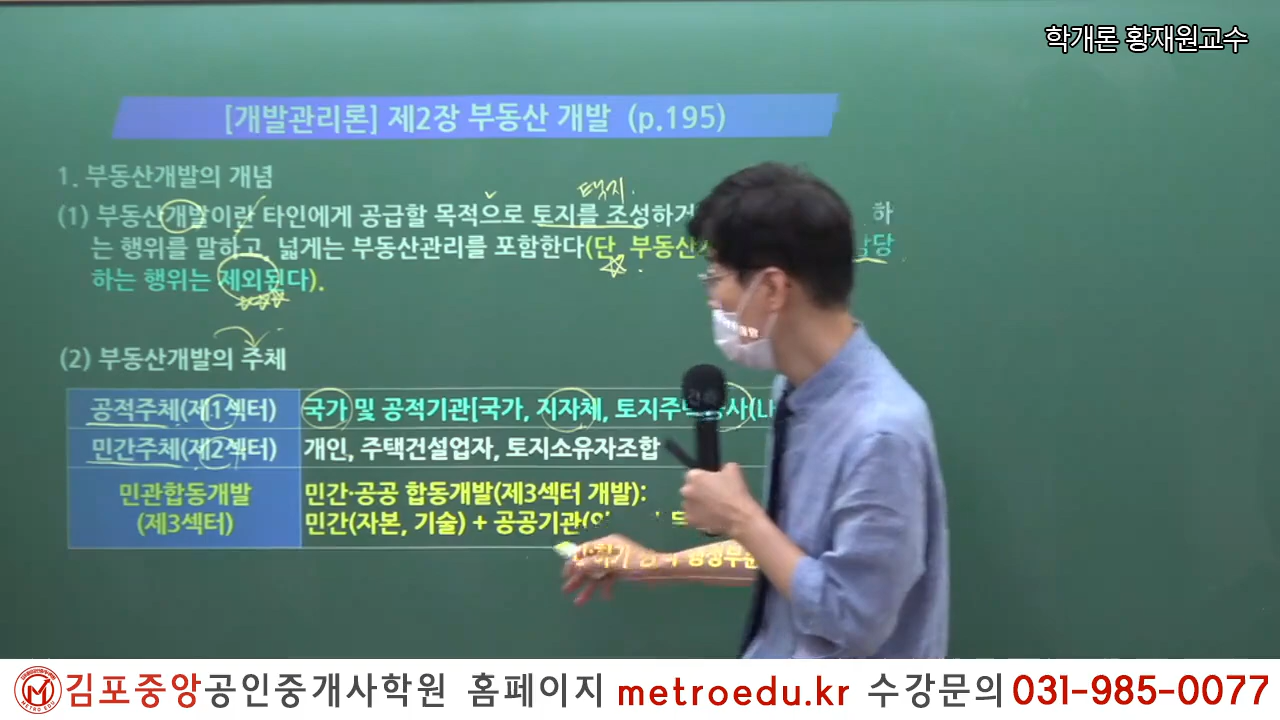 학개론 황재원교수
[개발관리론] 제2장 부동산 개발 (p.195)
1. 부동산개발의 개념
택지
(1) 부동산개발이란 타인에게 공급할 목적으로 토지를 조성하거 하
는 행위를 말하고, 넓게는 부동산관리를 포함한다(단, 부동산 담당
하는 행위는 제외된다).
(2) 부동산개발의 주체
공적주체(제1섹터) 국가 및 공적기관[국가, 지자체, 토지주택공사(L
민간주체(제2섹터) 개인, 주택건설업자, 토지소유자조합
민관합동개발 민간·공공 합동개발(제3섹터 개발):
(제3섹터) 민간(자본, 기술) + 공공기관(
김포중앙공인중개사학원 홈페이지 metroedu.kr 수강문의 031-985-0077